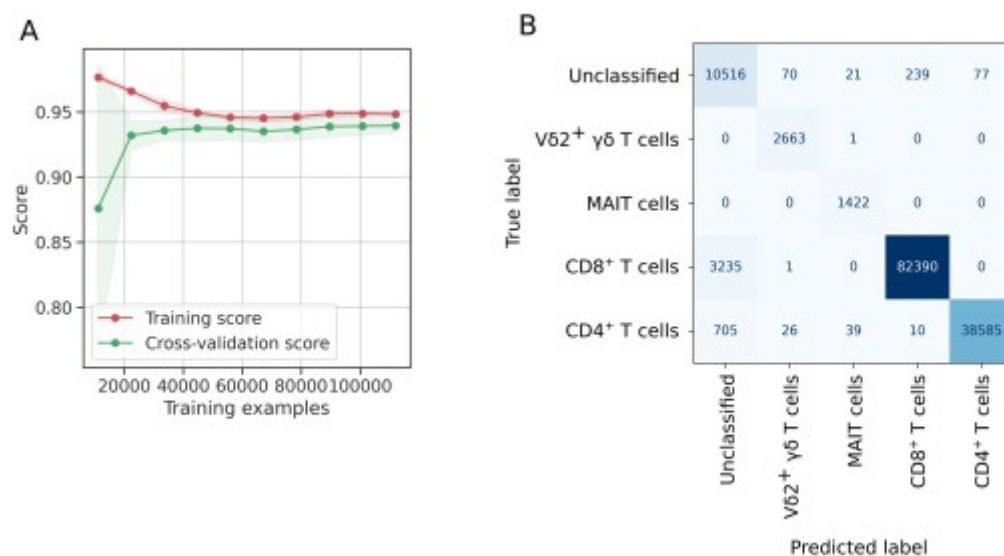 A
0.95
0.90
0.85
0.80
Score
Training score
Cross-validation score
20000 40000 60000 80000 100000
Training examples
B
True label
Unclassified 10516 70 21 239 77
Vδ2⁺ γδ T cells 0 2663 1 0 0
MAIT cells 0 0 1422 0 0
CD8⁺ T cells 3235 1 0 82390 0
CD4⁺ T cells 705 26 39 10 38585
Unclassified
Vδ2⁺ γδ T cells
MAIT cells
CD8⁺ T cells
CD4⁺ T cells
Predicted label